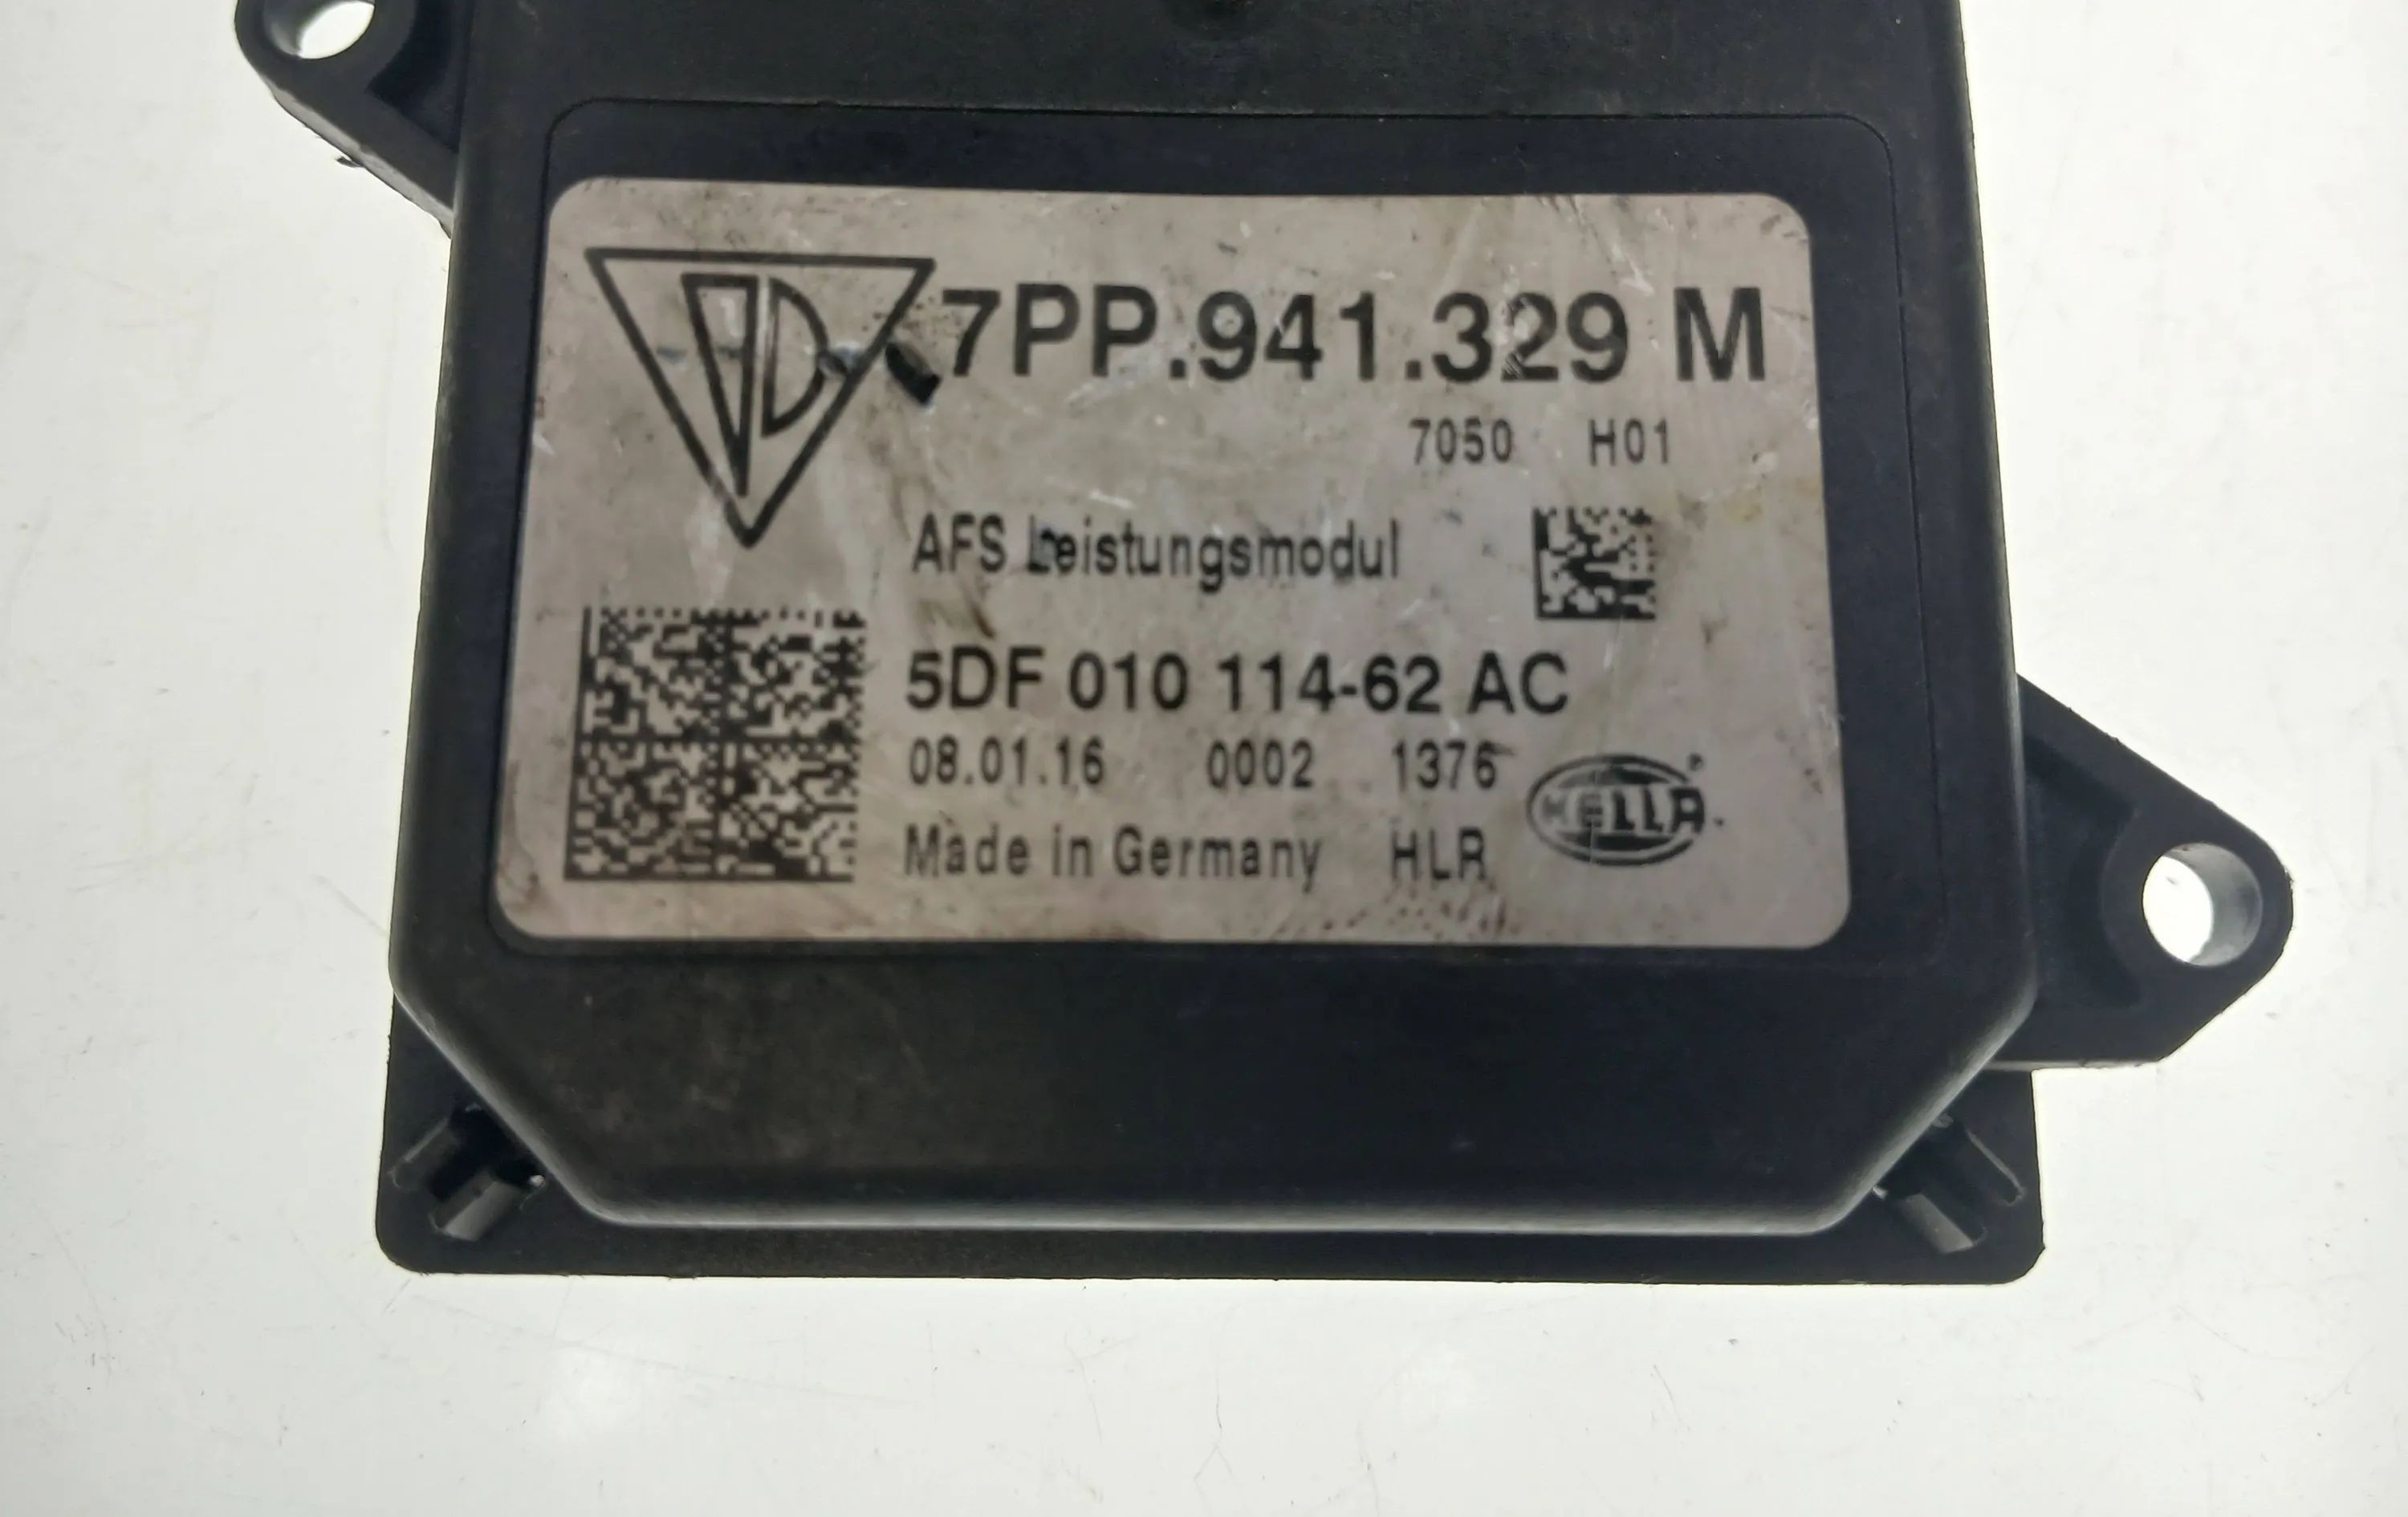 7PP.941.329 M
7050 H01
AFS Leistungsmodul
5DF 010 114-62 AC
08.01.16 0002 1376
HELLA
Made in Germany HLR